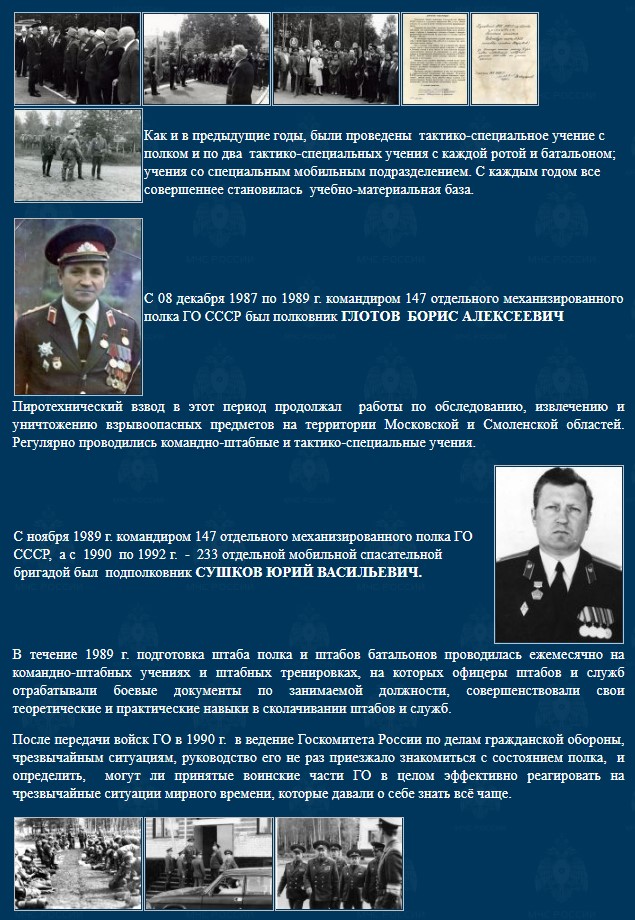 Как и в предыдущие годы, были проведены тактико-специальное учение с
полком и по два тактико-специальных учения с каждой ротой и батальоном;
учения со специальным мобильным подразделением. С каждым годом все
совершеннее становилась учебно-материальная база.
С 08 декабря 1987 по 1989 г. командиром 147 отдельного механизированного
полка ГО СССР был полковник ГЛОТОВ БОРИС АЛЕКСЕЕВИЧ
Пиротехнический взвод в этот период продолжал работы по обследованию, извлечению и
уничтожению взрывоопасных предметов на территории Московской и Смоленской областей.
Регулярно проводились командно-штабные и тактико-специальные учения.
С ноября 1989 г. командиром 147 отдельного механизированного полка ГО
СССР, а с 1990 по 1992 г. - 233 отдельной мобильной спасательной
бригадой был подполковник СУШКОВ ЮРИЙ ВАСИЛЬЕВИЧ.
В течение 1989 г. подготовка штаба полка и штабов батальонов проводилась ежемесячно на
командно-штабных учениях и штабных тренировках, на которых офицеры штабов и служб
отрабатывали боевые документы по занимаемой должности, совершенствовали свои
теоретические и практические навыки в сколачивании штабов и служб.
После передачи войск ГО в 1990 г. в ведение Госкомитета России по делам гражданской обороны,
чрезвычайным ситуациям, руководство его не раз приезжало знакомиться с состоянием полка, и
определить, могут ли принятые воинские части ГО в целом эффективно реагировать на
чрезвычайные ситуации мирного времени, которые давали о себе знать всё чаще.